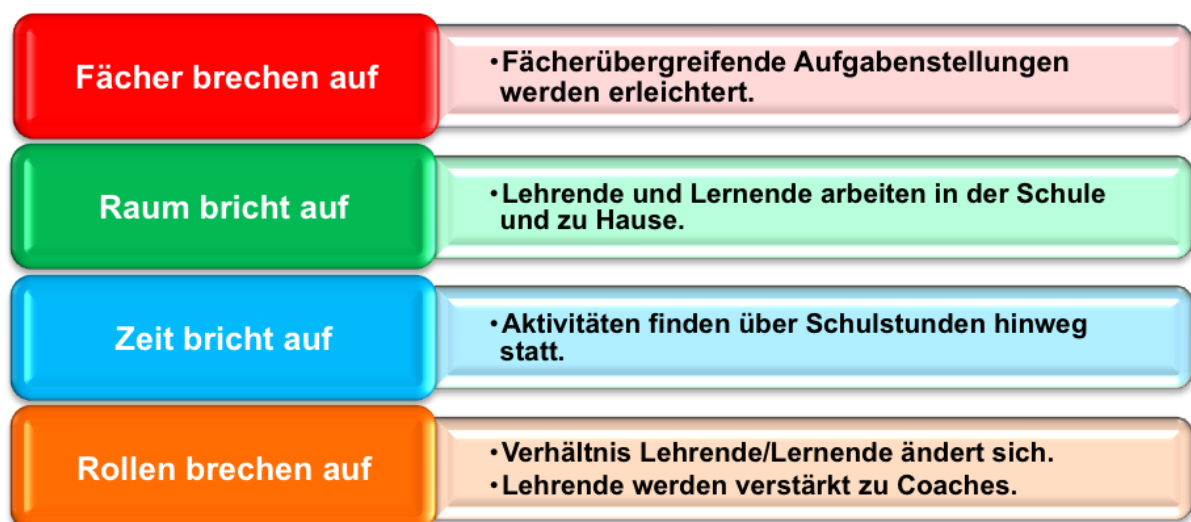 Fächer brechen auf
•Fächerübergreifende Aufgabenstellungen
werden erleichtert.
Raum bricht auf
•Lehrende und Lernende arbeiten in der Schule
und zu Hause.
Zeit bricht auf
•Aktivitäten finden über Schulstunden hinweg
statt.
Rollen brechen auf
•Verhältnis Lehrende/Lernende ändert sich.
•Lehrende werden verstärkt zu Coaches.